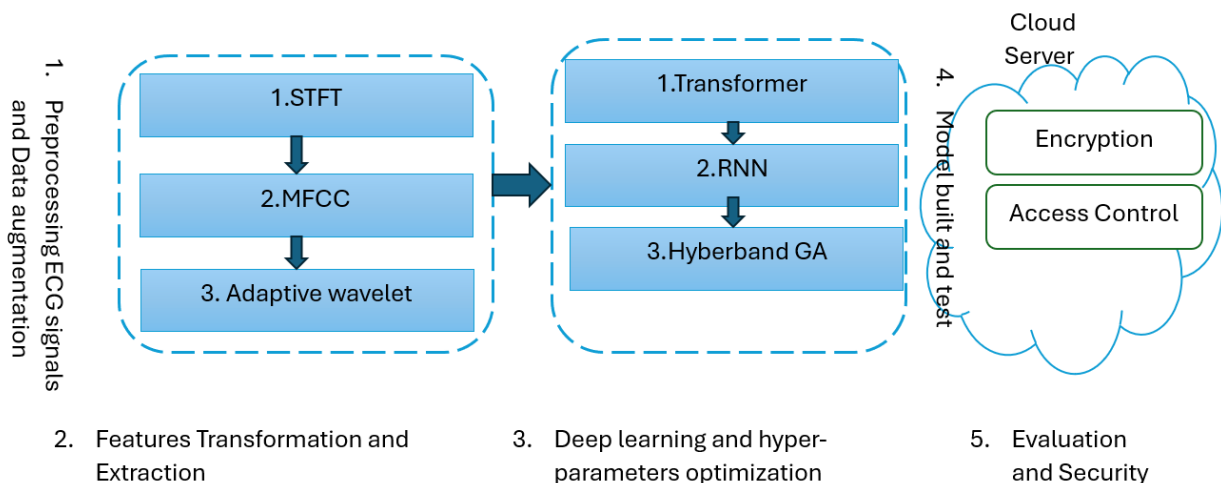 1. Preprocessing ECG signals
and Data augmentation
1.STFT
2.MFCC
3. Adaptive wavelet
1.Transformer
2.RNN
3.Hyberband GA
4. Model built and test
Cloud
Server
Encryption
Access Control
2. Features Transformation and
Extraction
3. Deep learning and hyper-
parameters optimization
5. Evaluation
and Security